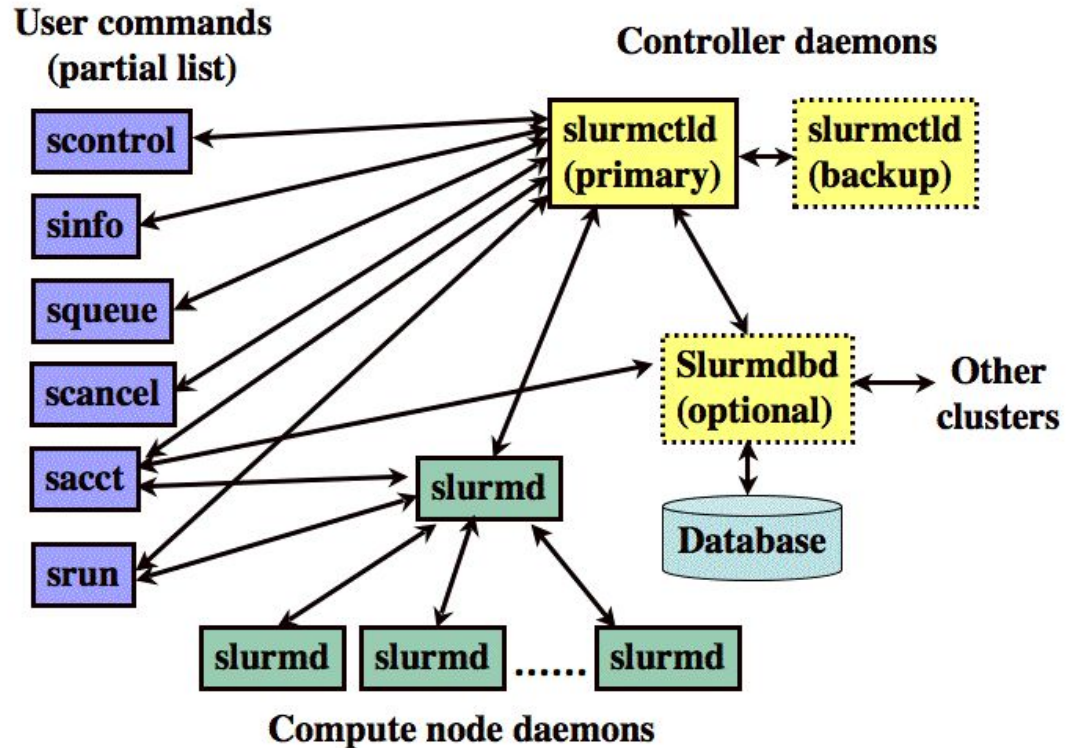 User commands
(partial list)
Controller daemons
scontrol
slurmctld
(primary)
slurmctld
(backup)
sinfo
squeue
scancel
Slurmdbd
(optional)
Other
clusters
sacct
slurmd
Database
srun
slurmd
slurmd
......
slurmd
Compute node daemons